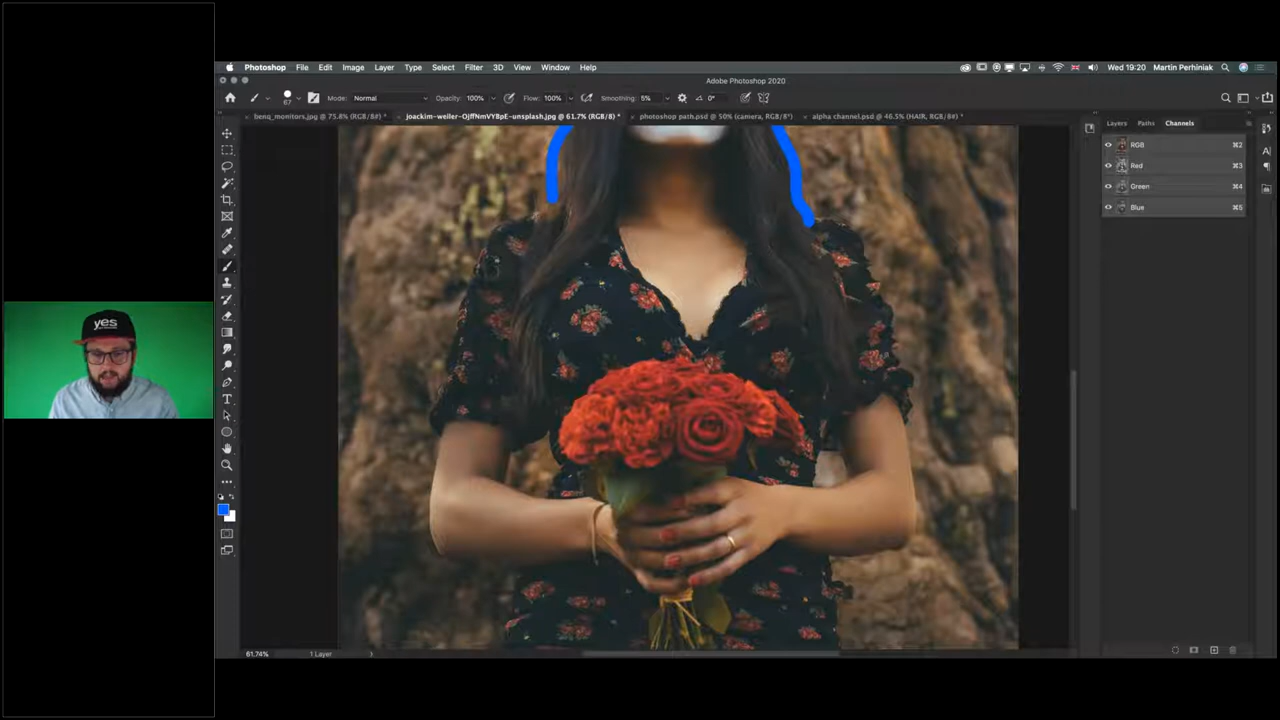 Photoshop File Edit Image Layer Type Select Filter 3D View Window Help Wed 19:20 Martin Perhiniak
Adobe Photoshop 2020
67 Mode: Normal Opacity: 100% Flow: 100% Smoothing: 5% 0°
benq_monitors.jpg @ 75.8% (RGB/8#) * joackim-weiler-OjffNmVYBpE-unsplash.jpg @ 61.7% (RGB/8) * photoshop path.psd @ 50% (camera, RGB/8*) alpha channel.psd @ 46.5% (HAIR, RGB/8#) *
Layers Paths Channels
RGB ⌘2
Red ⌘3
Green ⌘4
Blue ⌘5
yes
61.74% 1 Layer